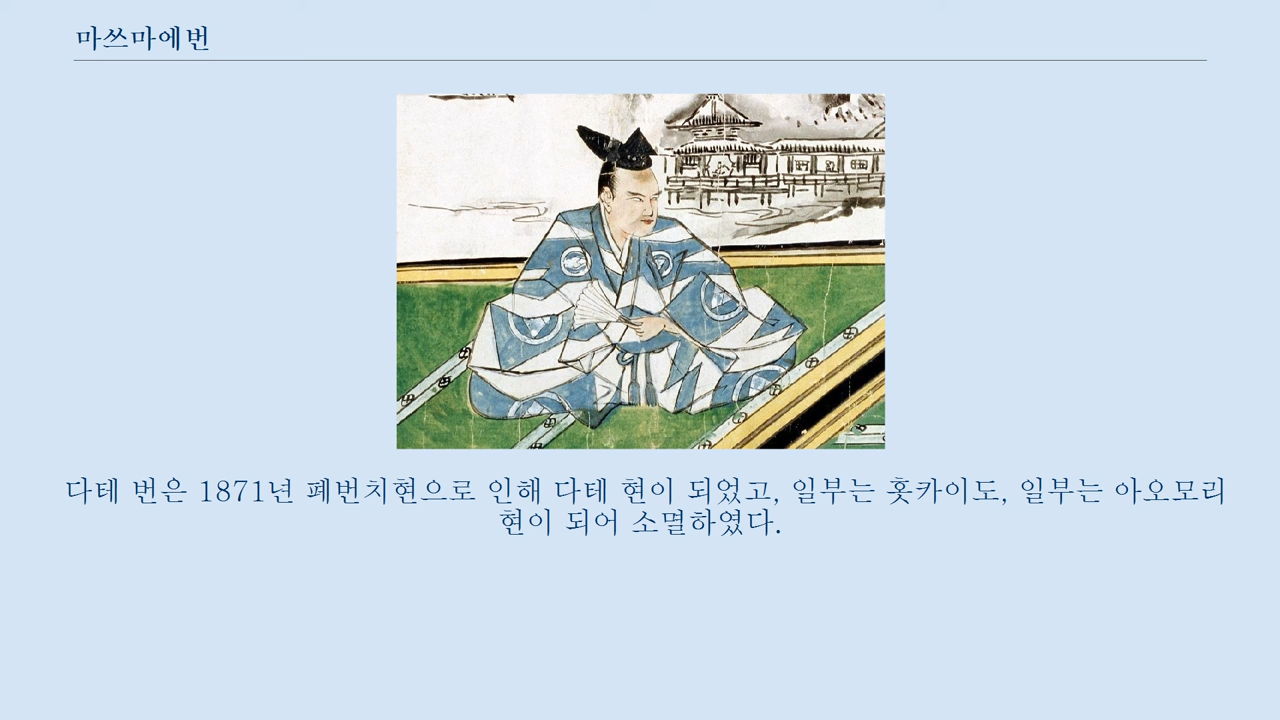 마쓰마에번
다테 번은 1871년 폐번치현으로 인해 다테 현이 되었고, 일부는 홋카이도, 일부는 아오모리
현이 되어 소멸하였다.